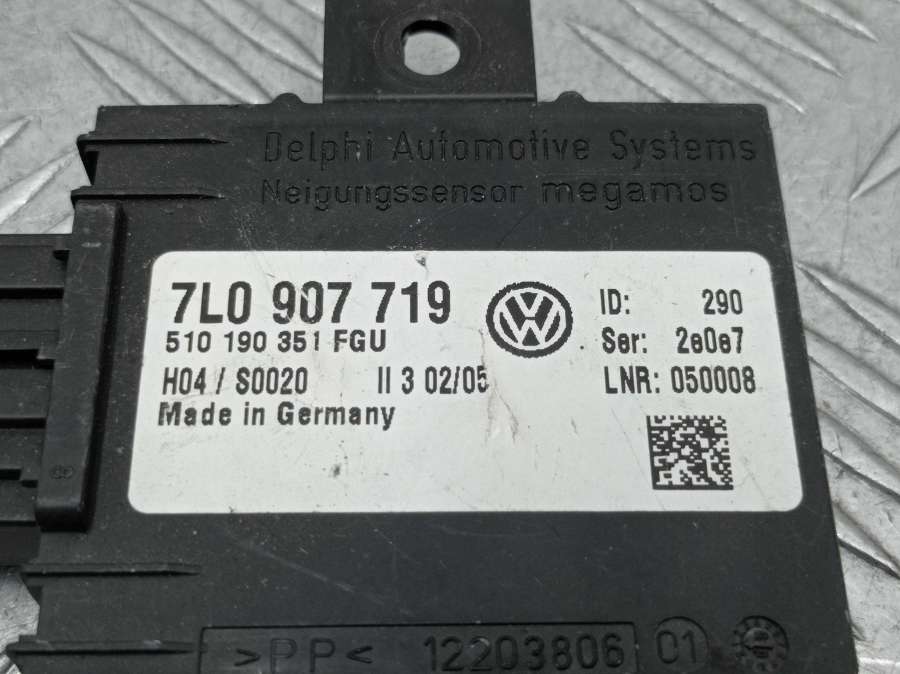 Delphi Automotive Systems
Neigungssensor megamos
7L0 907 719
510 190 351 FGU
H04 / S0020 II 3 02/05
Made in Germany
ID: 290
Ser: 2e0e7
LNR: 050008
>PP< 12203806 01